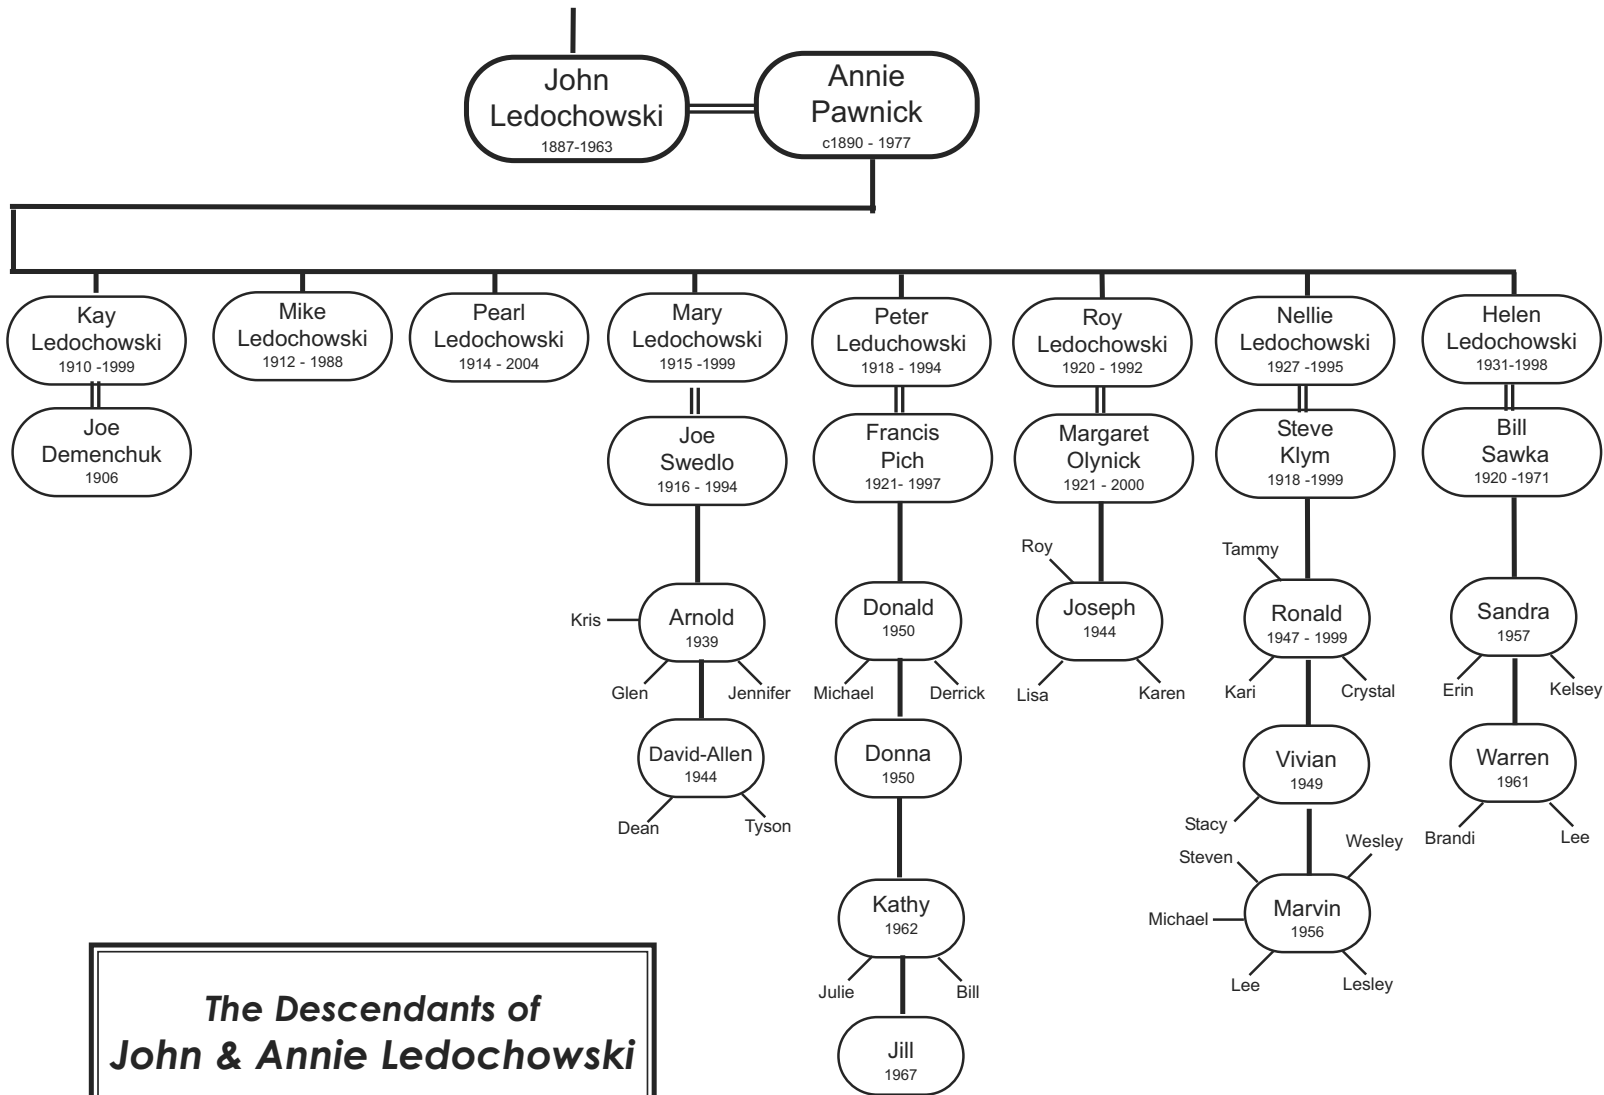 John
Ledochowski
1887-1963
Annie
Pawnick
c1890 - 1977
Kay
Ledochowski
1910 -1999
Mike
Ledochowski
1912 - 1988
Pearl
Ledochowski
1914 - 2004
Mary
Ledochowski
1915 -1999
Peter
Leduchowski
1918 - 1994
Roy
Ledochowski
1920 - 1992
Nellie
Ledochowski
1927 -1995
Helen
Ledochowski
1931-1998
Joe
Demenchuk
1906
Joe
Swedlo
1916 - 1994
Francis
Pich
1921- 1997
Margaret
Olynick
1921 - 2000
Steve
Klym
1918 -1999
Bill
Sawka
1920 -1971
Kris
Arnold
1939
Glen
Jennifer
David-Allen
1944
Dean
Tyson
Donald
1950
Michael
Derrick
Donna
1950
Kathy
1962
Julie
Bill
Jill
1967
Roy
Joseph
1944
Lisa
Karen
Tammy
Ronald
1947 - 1999
Kari
Crystal
Vivian
1949
Stacy
Steven
Wesley
Michael
Marvin
1956
Lee
Lesley
Sandra
1957
Erin
Kelsey
Warren
1961
Brandi
Lee
The Descendants of
John & Annie Ledochowski